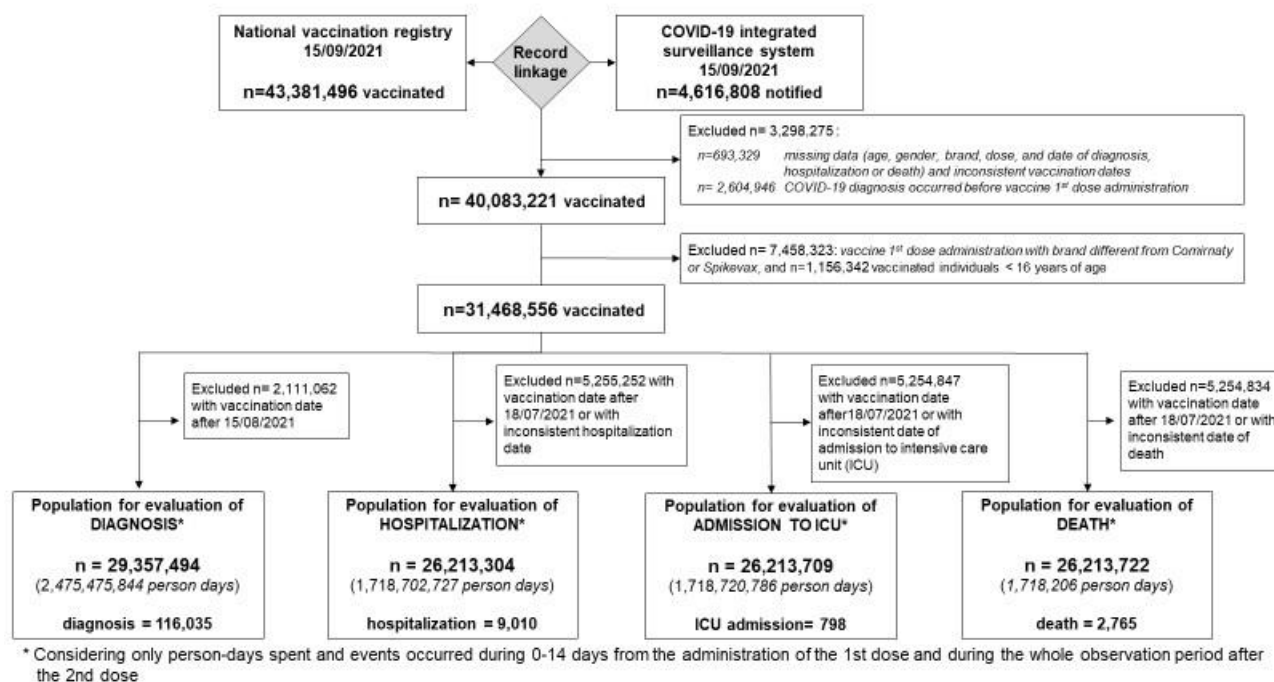 National vaccination registry
15/09/2021
n=43,381,496 vaccinated
Record
linkage
COVID-19 integrated
surveillance system
15/09/2021
n=4,616,808 notified
Excluded n= 3,298,275 :
n=693,329 missing data (age, gender, brand, dose, and date of diagnosis,
hospitalization or death) and inconsistent vaccination dates
n= 2,604,946 COVID-19 diagnosis occurred before vaccine 1st dose administration
n= 40,083,221 vaccinated
Excluded n= 7,458,323: vaccine 1st dose administration with brand different from Comirnaty
or Spikevax, and n=1,156,342 vaccinated individuals < 16 years of age
n=31,468,556 vaccinated
Excluded n= 2,111,062
with vaccination date
after 15/08/2021
Excluded n=5,255,252 with
vaccination date after
18/07/2021 or with
inconsistent hospitalization
date
Excluded n=5,254,847
with vaccination date
after18/07/2021 or with
inconsistent date of
admission to intensive care
unit (ICU)
Excluded n=5,254,834
with vaccination date
after 18/07/2021 or with
inconsistent date of
death
Population for evaluation of
DIAGNOSIS*
n = 29,357,494
(2,475,475,844 person days)
diagnosis = 116,035
Population for evaluation of
HOSPITALIZATION*
n = 26,213,304
(1,718,702,727 person days)
hospitalization = 9,010
Population for evaluation of
ADMISSION TO ICU*
n = 26,213,709
(1,718,720,786 person days)
ICU admission= 798
Population for evaluation of
DEATH*
n = 26,213,722
(1,718,206 person days)
death = 2,765
* Considering only person-days spent and events occurred during 0-14 days from the administration of the 1st dose and during the whole observation period after
the 2nd dose